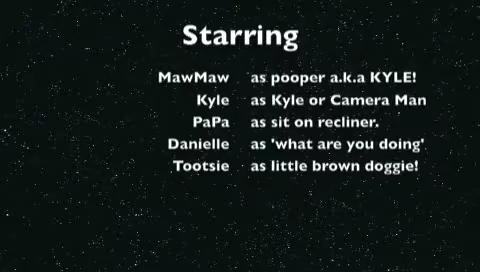 Starring
MawMaw as pooper a.k.a KYLE!
Kyle as Kyle or Camera Man
PaPa as sit on recliner.
Danielle as 'what are you doing'
Tootsie as little brown doggie!